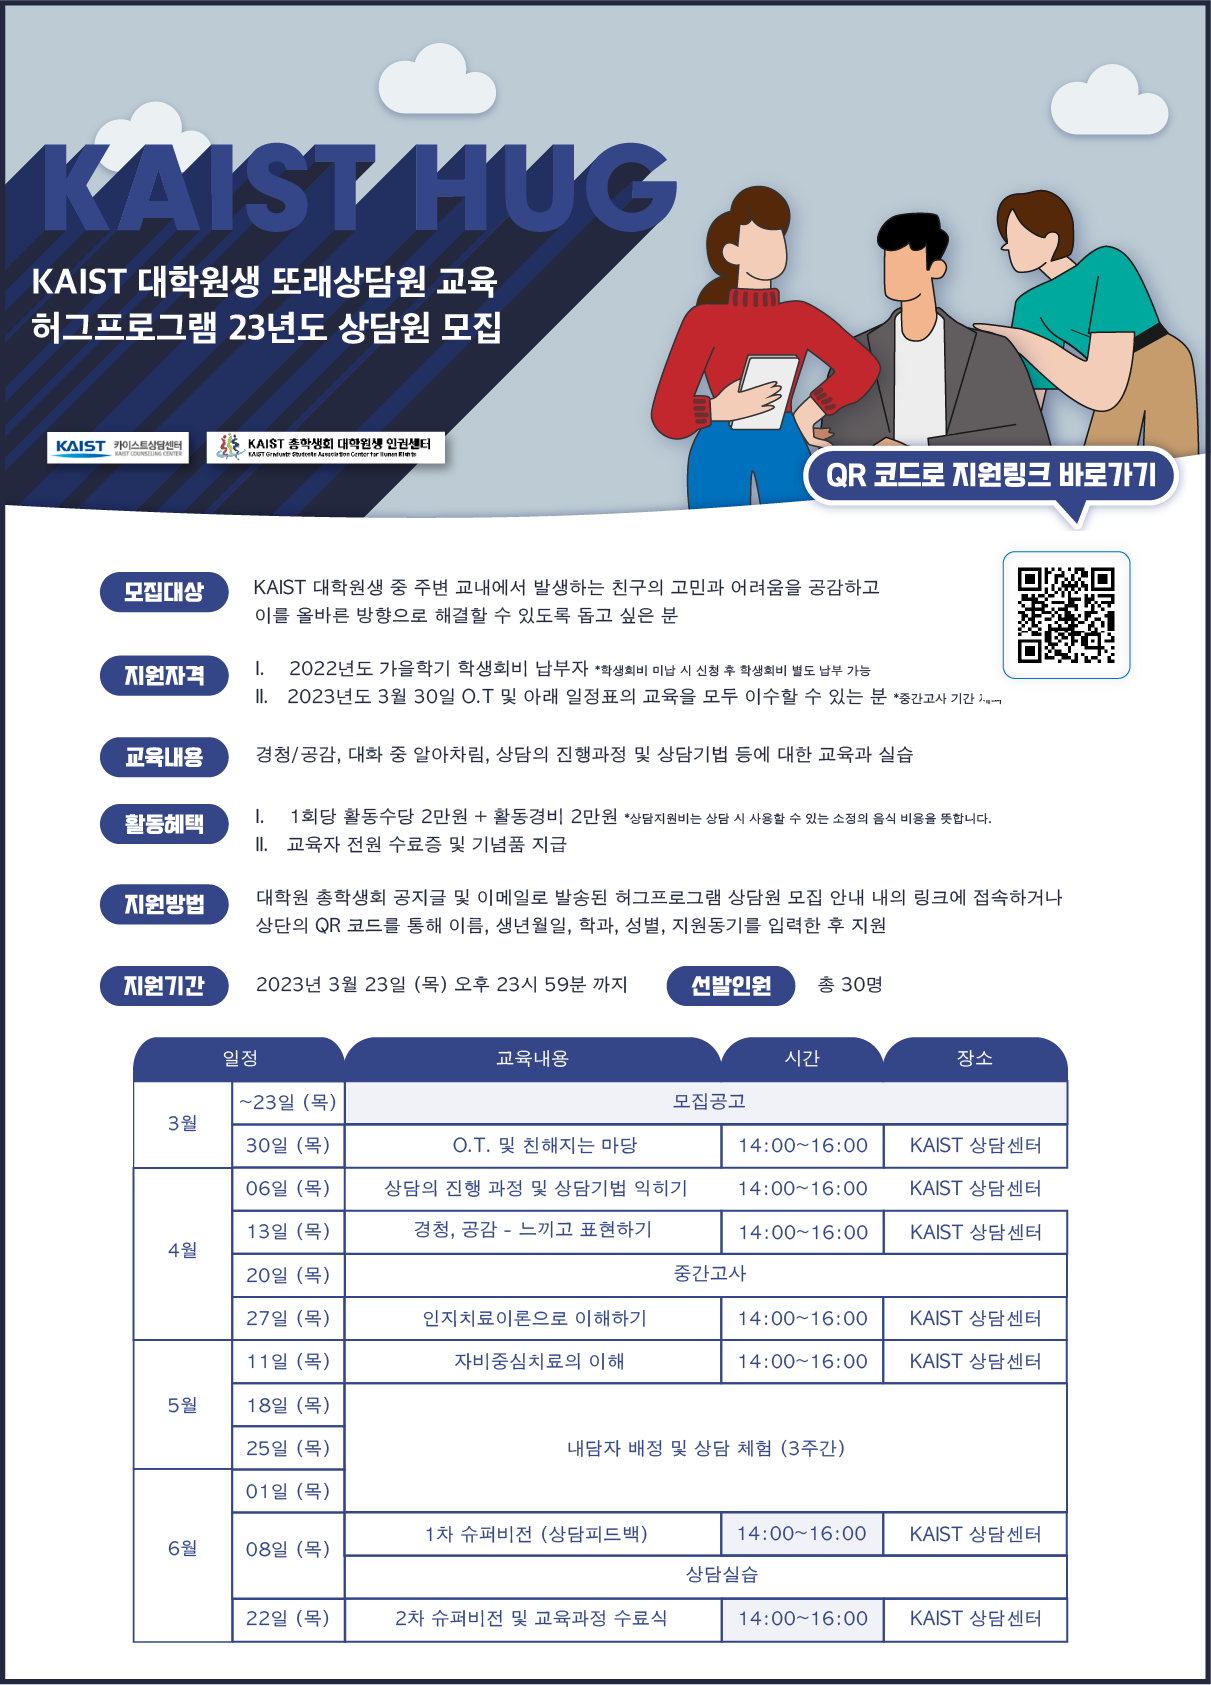 KAIST HUG
KAIST 대학원생 또래상담원 교육
허그프로그램 23년도 상담원 모집
KAIST 카이스트상담센터
KAIST COUNSELING CENTER
KAIST 총학생회 대학원생 인권센터
KAIST Graduate Students Association Center for Human Rights
QR 코드로 지원링크 바로가기
모집대상
KAIST 대학원생 중 주변 교내에서 발생하는 친구의 고민과 어려움을 공감하고
이를 올바른 방향으로 해결할 수 있도록 돕고 싶은 분
지원자격
I. 2022년도 가을학기 학생회비 납부자 *학생회비 미납 시 신청 후 학생회비 별도 납부 가능
II. 2023년도 3월 30일 O.T 및 아래 일정표의 교육을 모두 이수할 수 있는 분 *중간고사 기간
교육내용
경청/공감, 대화 중 알아차림, 상담의 진행과정 및 상담기법 등에 대한 교육과 실습
활동혜택
I. 1회당 활동수당 2만원 + 활동경비 2만원 *상담지원비는 상담 시 사용할 수 있는 소정의 음식 비용을 뜻합니다.
II. 교육자 전원 수료증 및 기념품 지급
지원방법
대학원 총학생회 공지글 및 이메일로 발송된 허그프로그램 상담원 모집 안내 내의 링크에 접속하거나
상단의 QR 코드를 통해 이름, 생년월일, 학과, 성별, 지원동기를 입력한 후 지원
지원기간
2023년 3월 23일 (목) 오후 23시 59분 까지
선발인원
총 30명
일정 교육내용 시간 장소
3월
~23일 (목) 모집공고
30일 (목) O.T. 및 친해지는 마당 14:00~16:00 KAIST 상담센터
4월
06일 (목) 상담의 진행 과정 및 상담기법 익히기 14:00~16:00 KAIST 상담센터
13일 (목) 경청, 공감 - 느끼고 표현하기 14:00~16:00 KAIST 상담센터
20일 (목) 중간고사
27일 (목) 인지치료이론으로 이해하기 14:00~16:00 KAIST 상담센터
5월
11일 (목) 자비중심치료의 이해 14:00~16:00 KAIST 상담센터
18일 (목)
25일 (목) 내담자 배정 및 상담 체험 (3주간)
6월
01일 (목)
08일 (목) 1차 슈퍼비전 (상담피드백) 14:00~16:00 KAIST 상담센터
상담실습
22일 (목) 2차 슈퍼비전 및 교육과정 수료식 14:00~16:00 KAIST 상담센터